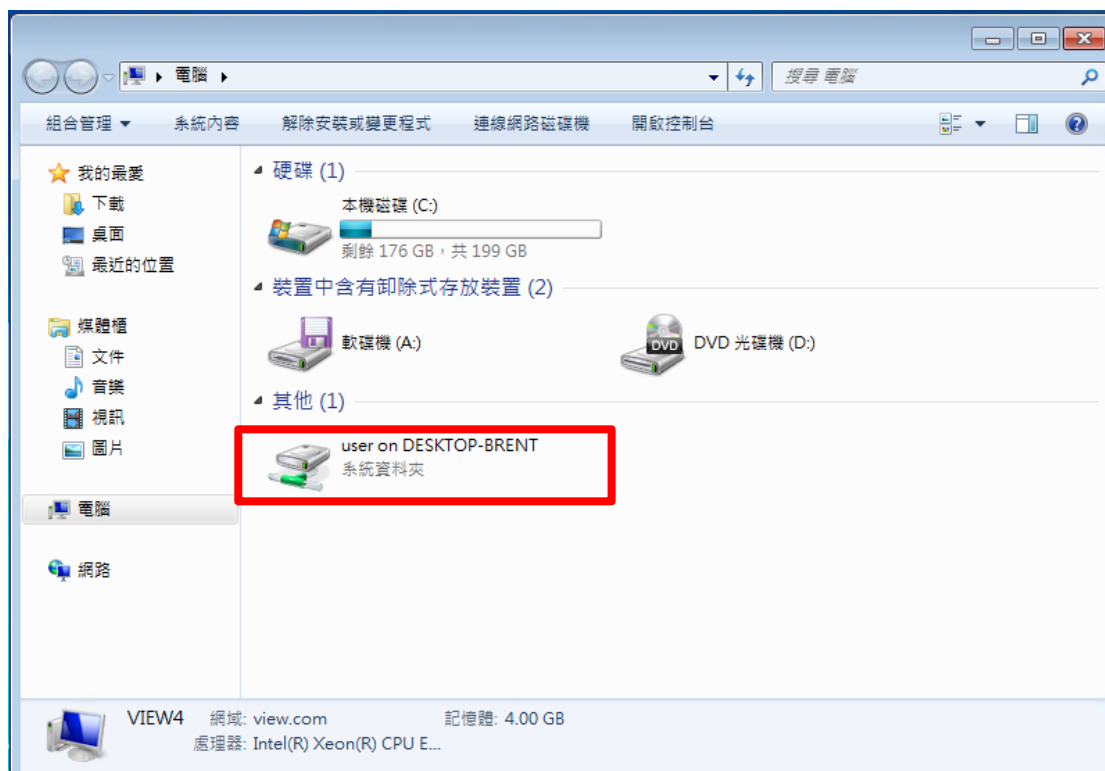 電腦
搜尋 電腦
組合管理 系統內容 解除安裝或變更程式 連線網路磁碟機 開啟控制台
我的最愛
下載
桌面
最近的位置
媒體櫃
文件
音樂
視訊
圖片
電腦
網路
硬碟 (1)
本機磁碟 (C:)
剩餘 176 GB，共 199 GB
裝置中含有卸除式存放裝置 (2)
軟碟機 (A:)
DVD
DVD 光碟機 (D:)
其他 (1)
user on DESKTOP-BRENT
系統資料夾
VIEW4 網域: view.com 記憶體: 4.00 GB
處理器: Intel(R) Xeon(R) CPU E...